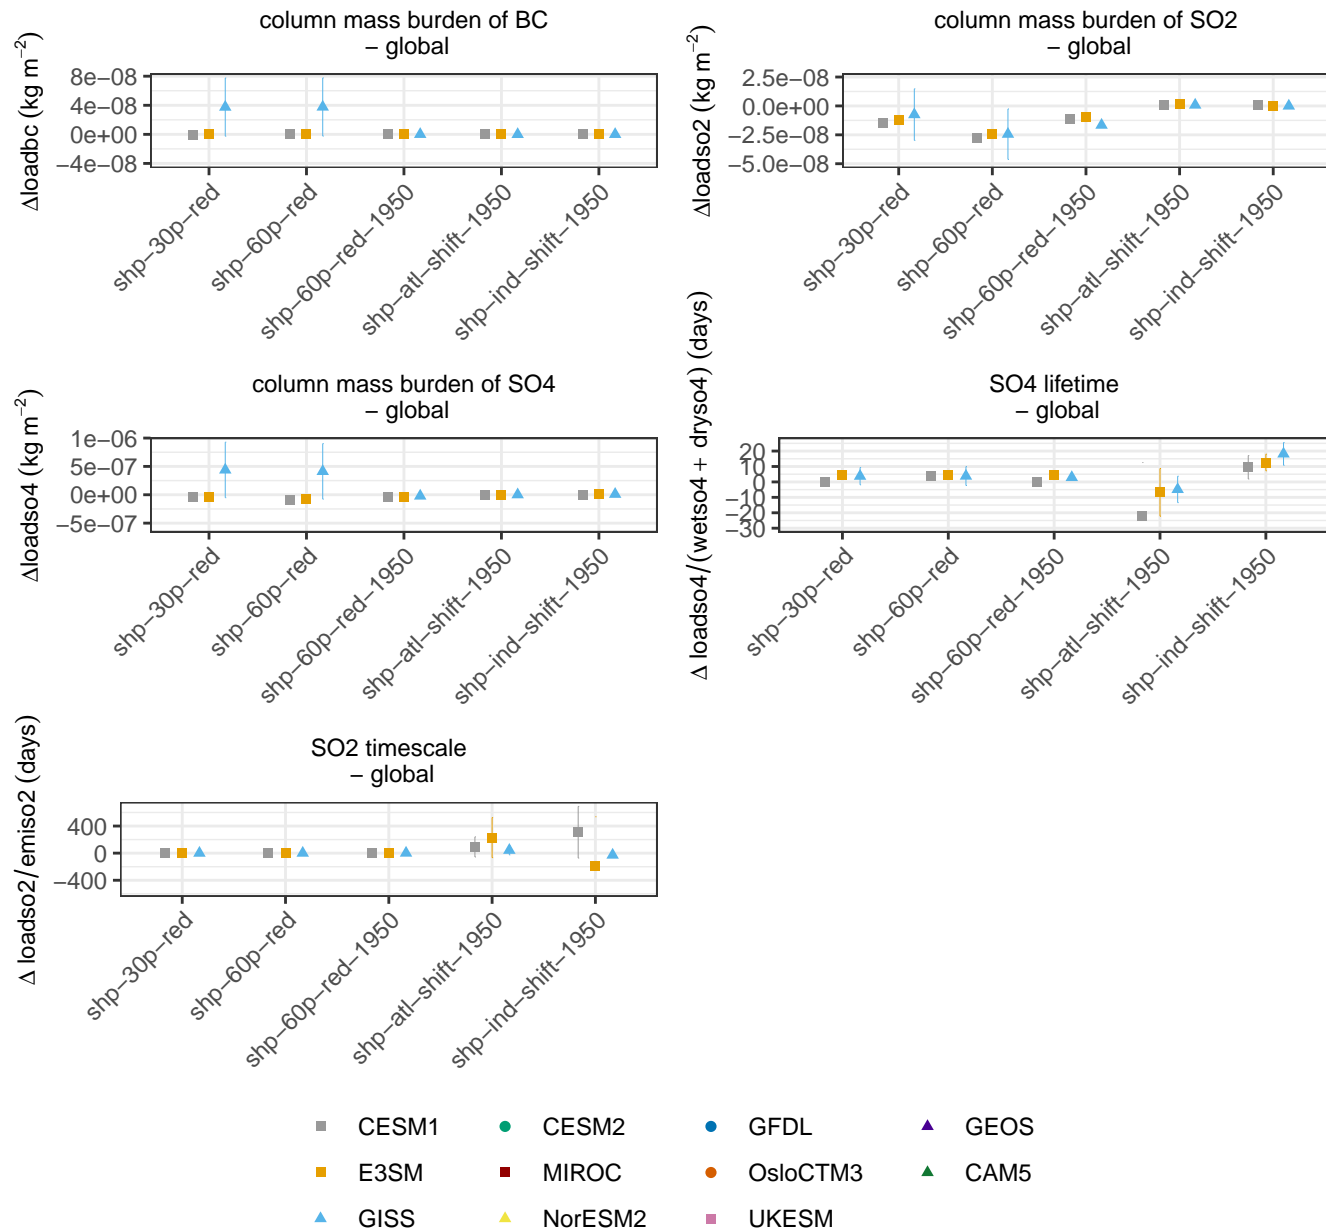 column mass burden of BC
– global
Δloadbc (kg m⁻²)
8e−08
4e−08
0e+00
−4e−08
shp−30p−red
shp−60p−red
shp−60p−red−1950
shp−atl−shift−1950
shp−ind−shift−1950
column mass burden of SO2
– global
Δloadso2 (kg m⁻²)
2.5e−08
0.0e+00
−2.5e−08
−5.0e−08
shp−30p−red
shp−60p−red
shp−60p−red−1950
shp−atl−shift−1950
shp−ind−shift−1950
column mass burden of SO4
– global
Δloadso4 (kg m⁻²)
1e−06
5e−07
0e+00
−5e−07
shp−30p−red
shp−60p−red
shp−60p−red−1950
shp−atl−shift−1950
shp−ind−shift−1950
SO4 lifetime
– global
Δ loadso4/(wetso4 + dryso4) (days)
20
10
0
−10
−20
−30
shp−30p−red
shp−60p−red
shp−60p−red−1950
shp−atl−shift−1950
shp−ind−shift−1950
SO2 timescale
– global
Δ loadso2/emiso2 (days)
400
0
−400
shp−30p−red
shp−60p−red
shp−60p−red−1950
shp−atl−shift−1950
shp−ind−shift−1950
CESM1 CESM2 GFDL GEOS
E3SM MIROC OsloCTM3 CAM5
GISS NorESM2 UKESM